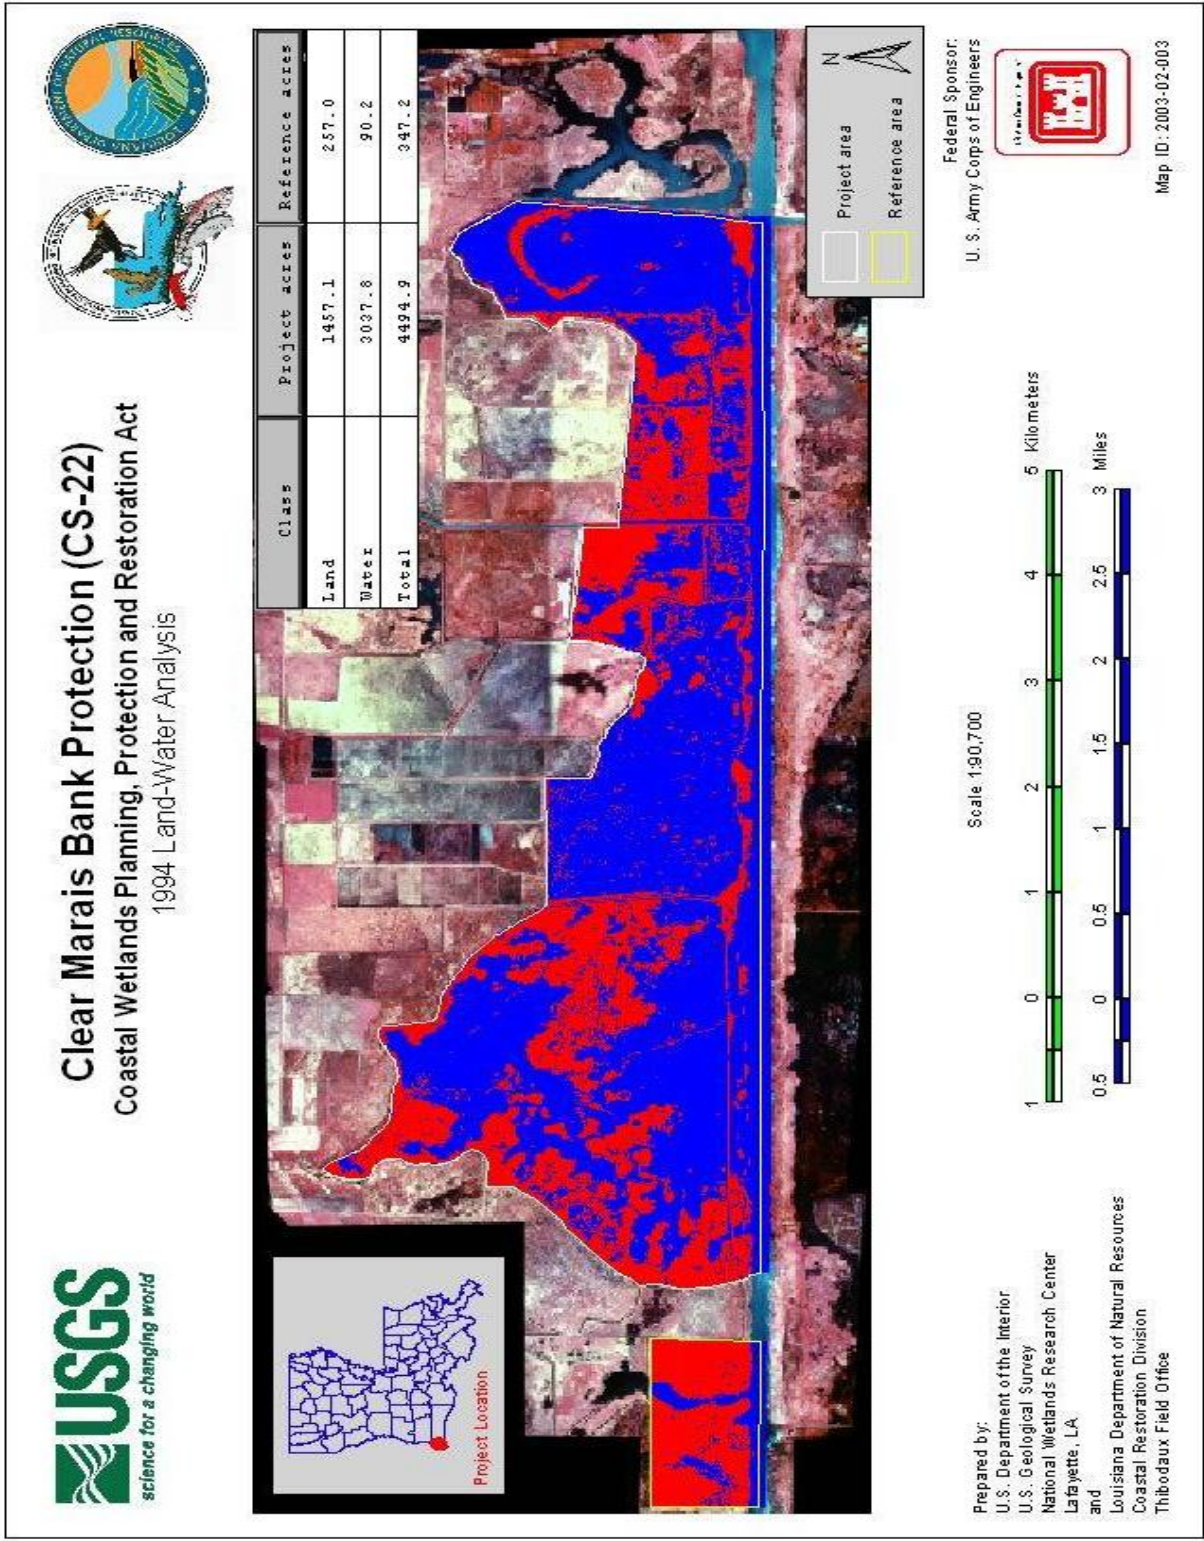 USGS
science for a changing world
Clear Marais Bank Protection (CS-22)
Coastal Wetlands Planning, Protection and Restoration Act
1994 Land-Water Analysis
DEPARTMENT OF NATURAL RESOURCES
LOUISIANA
Project Location
Class Project acres Reference acres
Land 1457.1 257.0
Water 3037.8 90.2
Total 4494.9 347.2
N
Project area
Reference area
Prepared by:
U.S. Department of the Interior
U.S. Geological Survey
National Wetlands Research Center
Lafayette, LA
and
Louisiana Department of Natural Resources
Coastal Restoration Division
Thibodaux Field Office
Scale 1:90,700
1 0 1 2 3 4 5 Kilometers
0.5 0 0.5 1 1.5 2 2.5 3 Miles
Federal Sponsor:
U. S. Army Corps of Engineers
Map ID: 2003-02-003